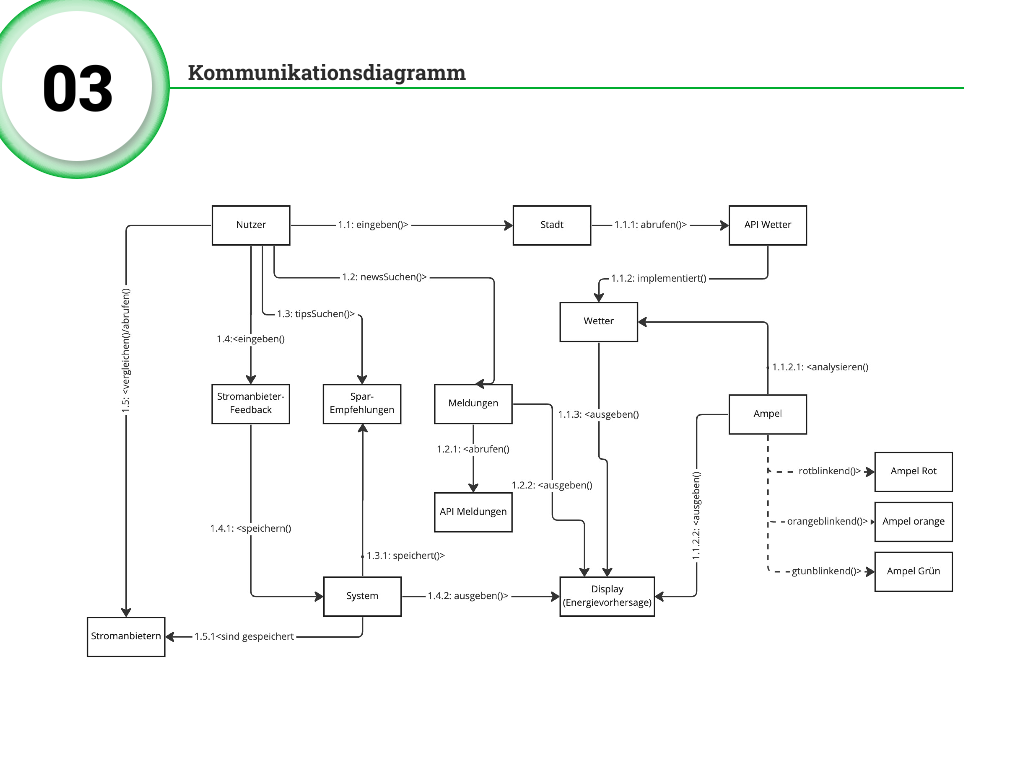 03
Kommunikationsdiagramm
Nutzer
1.1: eingeben()>
Stadt
1.1.1: abrufen()>
API Wetter
1.2: newsSuchen()>
1.1.2: implementiert()
1.3: tipsSuchen()>
Wetter
1.4:<eingeben()
1.5: <vergleichen()/abrufen()
1.1.2.1: <analysieren()
Stromanbieter-
Feedback
Spar-
Empfehlungen
Meldungen
1.1.3: <ausgeben()
Ampel
1.2.1: <abrufen()
1.2.2: <ausgeben()
1.1.2.2: <ausgeben()
rotblinkend()>
Ampel Rot
API Meldungen
orangeblinkend()>
Ampel orange
1.4.1: <speichern()
1.3.1: speichert()>
gtunblinkend()>
Ampel Grün
System
1.4.2: ausgeben()>
Display
(Energievorhersage)
Stromanbietern
1.5.1<sind gespeichert